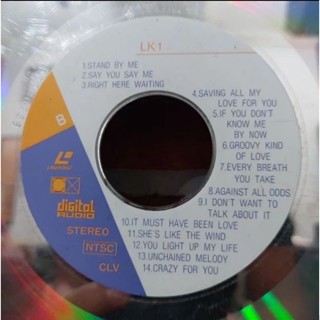 LK1
1.STAND BY ME
2.SAY YOU SAY ME
3.RIGHT HERE WAITING
4.SAVING ALL MY
LOVE FOR YOU
5.IF YOU DON'T
KNOW ME
BY NOW
6.GROOVY KIND
OF LOVE
7.EVERY BREATH
YOU TAKE
8.AGAINST ALL ODDS
9.I DON'T WANT TO
TALK ABOUT IT
10.IT MUST HAVE BEEN LOVE
11.SHE'S LIKE THE WIND
12.YOU LIGHT UP MY LIFE
13.UNCHAINED MELODY
14.CRAZY FOR YOU
B
digital
AUDIO
STEREO
NTSC
CLV